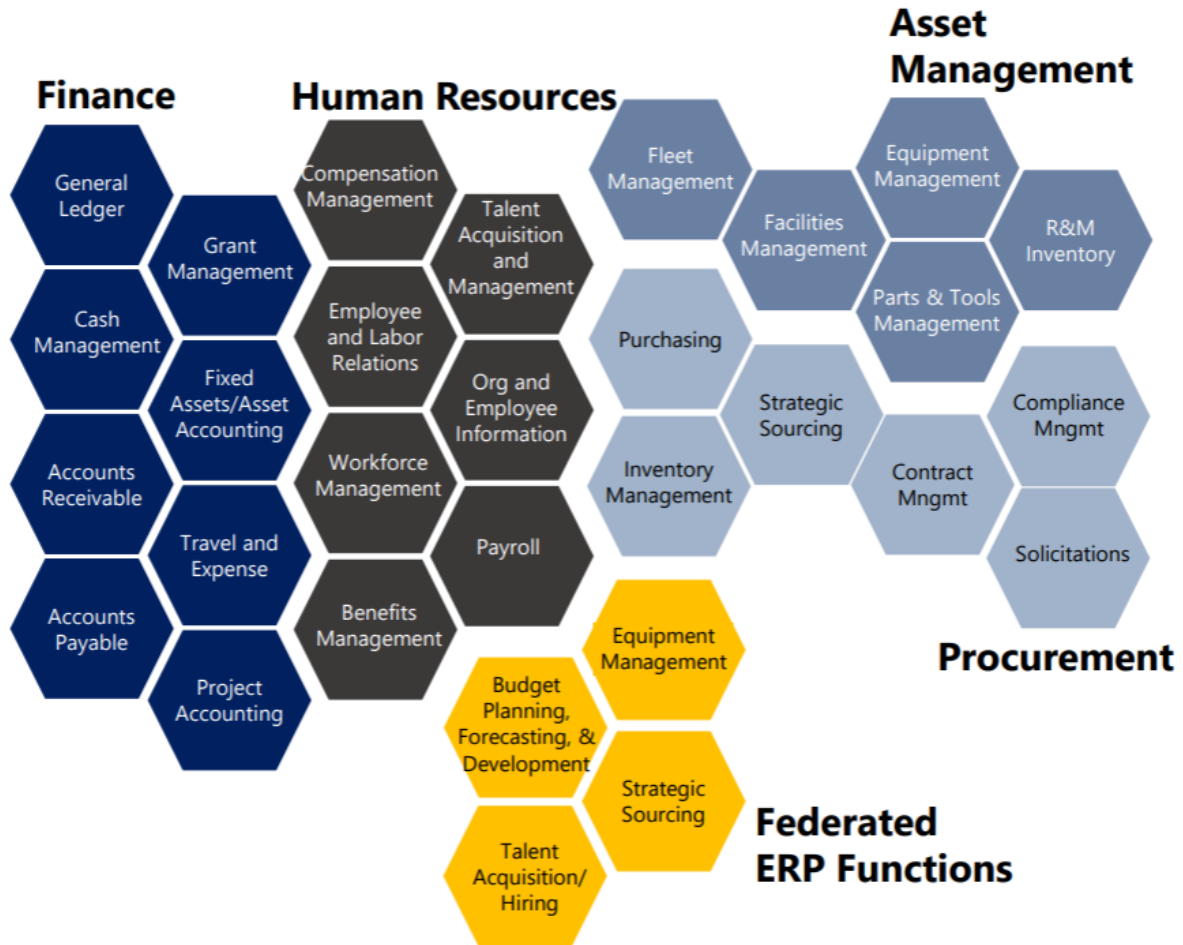 Finance
General
Ledger
Grant
Management
Cash
Management
Fixed
Assets/Asset
Accounting
Accounts
Receivable
Travel and
Expense
Accounts
Payable
Project
Accounting
Human Resources
Compensation
Management
Talent
Acquisition
and
Management
Employee
and Labor
Relations
Org and
Employee
Information
Workforce
Management
Payroll
Benefits
Management
Asset
Management
Fleet
Management
Facilities
Management
Equipment
Management
R&M
Inventory
Parts & Tools
Management
Purchasing
Strategic
Sourcing
Inventory
Management
Contract
Mngmt
Compliance
Mngmt
Solicitations
Procurement
Equipment
Management
Budget
Planning,
Forecasting, &
Development
Strategic
Sourcing
Talent
Acquisition/
Hiring
Federated
ERP Functions